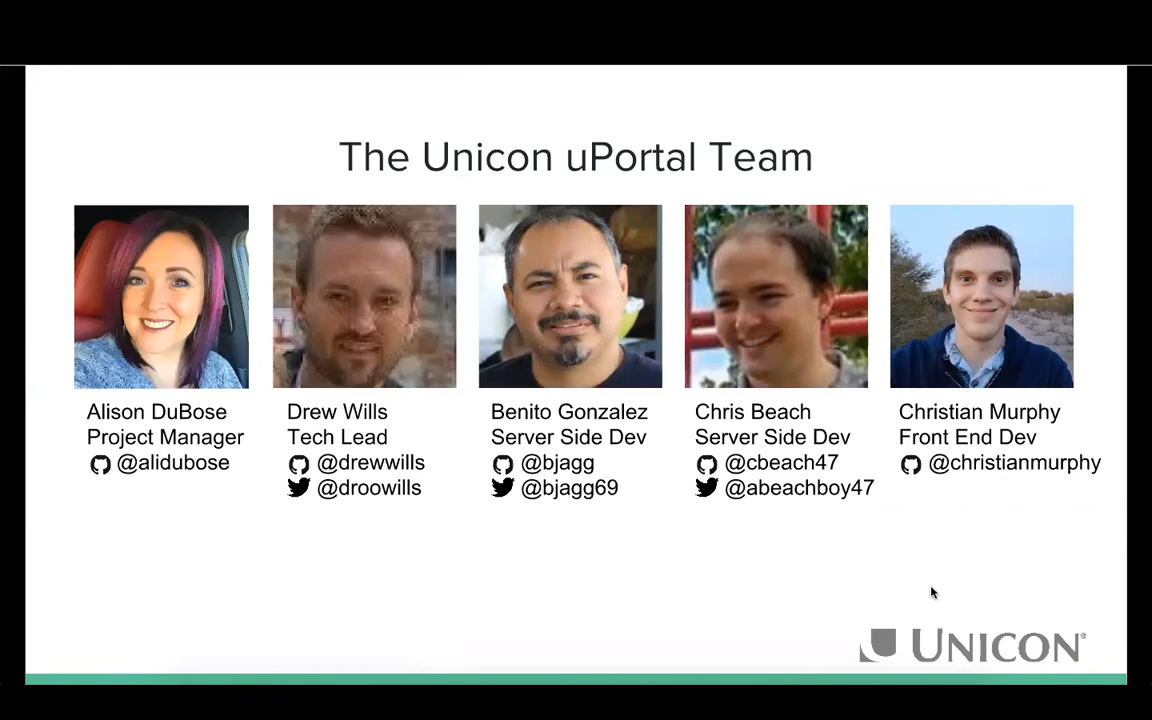 The Unicon uPortal Team
Alison DuBose
Project Manager
@alidubose
Drew Wills
Tech Lead
@drewwills
@droowills
Benito Gonzalez
Server Side Dev
@bjagg
@bjagg69
Chris Beach
Server Side Dev
@cbeach47
@abeachboy47
Christian Murphy
Front End Dev
@christianmurphy
UNICON®